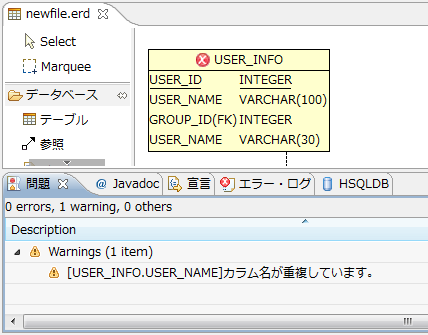 newfile.erd
Select
Marquee
データベース
テーブル
参照
USER_INFO
USER_ID INTEGER
USER_NAME VARCHAR(100)
GROUP_ID(FK) INTEGER
USER_NAME VARCHAR(30)
問題 @ Javadoc 宣言 エラー・ログ HSQLDB
0 errors, 1 warning, 0 others
Description
Warnings (1 item)
[USER_INFO.USER_NAME]カラム名が重複しています。